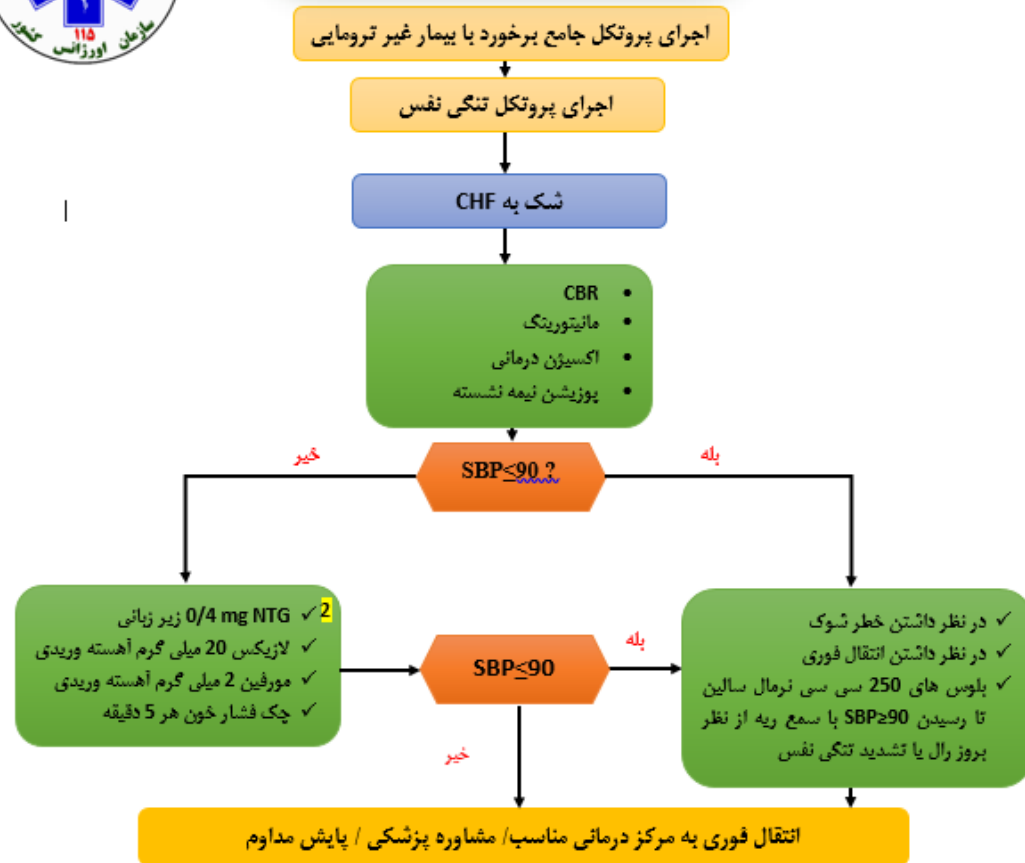 سازمان اورژانس کشور
۱۱۵
اجرای پروتکل جامع برخورد با بیمار غیر ترومایی
اجرای پروتکل تنگی نفس
شک به CHF
• CBR
• مانیتورینگ
• اکسیژن درمانی
• پوزیشن نیمه نشسته
SBP≤90 ?
خیر
بله
✓ 0/4 mg NTG زیر زبانی
2
✓ لازیکس 20 میلی گرم آهسته وریدی
✓ مورفین 2 میلی گرم آهسته وریدی
✓ چک فشار خون هر 5 دقیقه
SBP≤90
بله
خیر
✓ در نظر داشتن خطر شوک
✓ در نظر داشتن انتقال فوری
✓ بلوس های 250 سی سی نرمال سالین
تا رسیدن SBP≥90 با سمع ریه از نظر
بروز رال یا تشدید تنگی نفس
انتقال فوری به مرکز درمانی مناسب/ مشاوره پزشکی / پایش مداوم